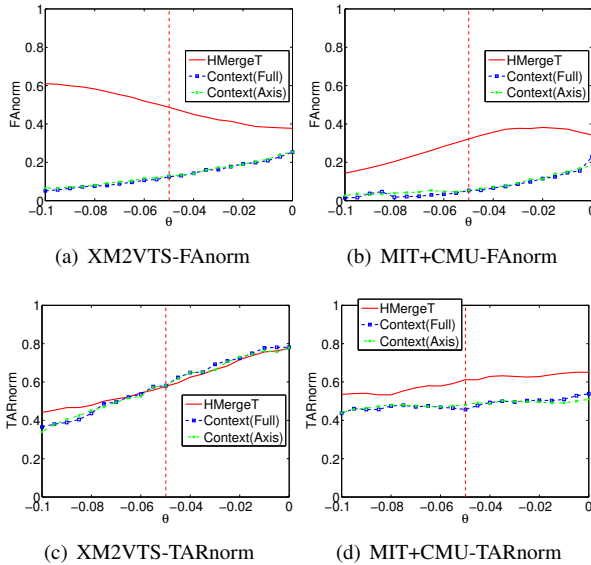 1
0.8
0.6
0.4
0.2
0
FAnorm
HMergeT
Context(Full)
Context(Axis)
−0.1 −0.08 −0.06 −0.04 −0.02 0
θ
(a) XM2VTS-FAnorm
1
0.8
0.6
0.4
0.2
0
FAnorm
HMergeT
Context(Full)
Context(Axis)
−0.1 −0.08 −0.06 −0.04 −0.02 0
θ
(b) MIT+CMU-FAnorm
1
0.8
0.6
0.4
0.2
0
TARnorm
HMergeT
Context(Full)
Context(Axis)
−0.1 −0.08 −0.06 −0.04 −0.02 0
θ
(c) XM2VTS-TARnorm
1
0.8
0.6
0.4
0.2
0
TARnorm
HMergeT
Context(Full)
Context(Axis)
−0.1 −0.08 −0.06 −0.04 −0.02 0
θ
(d) MIT+CMU-TARnorm